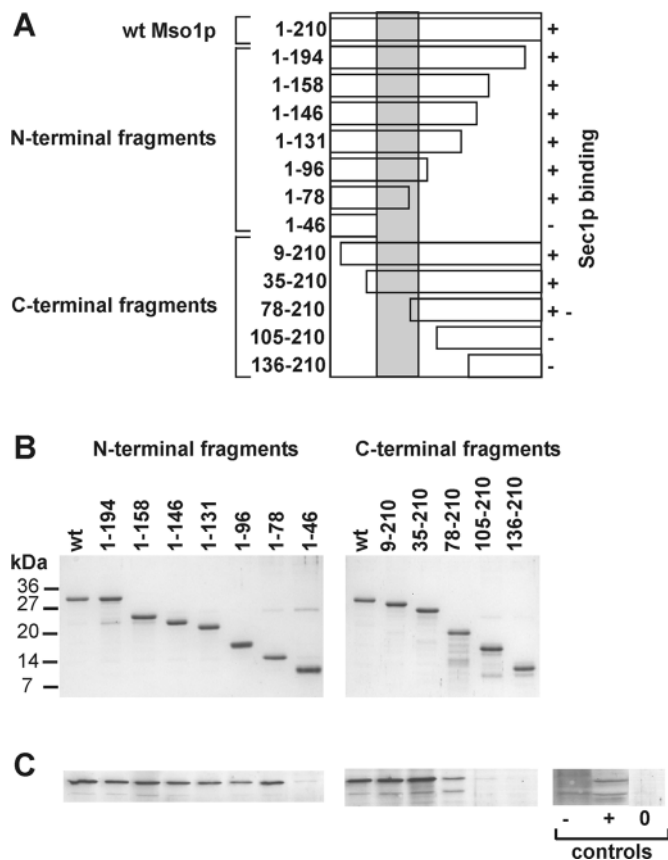 A
wt Mso1p 1-210 +
1-194 +
1-158 +
1-146 +
N-terminal fragments 1-131 +
1-96 +
1-78 +
1-46 -
9-210 +
35-210 +
C-terminal fragments 78-210 + -
105-210 -
136-210 -
Sec1p binding
B
N-terminal fragments
wt 1-194 1-158 1-146 1-131 1-96 1-78 1-46
C-terminal fragments
wt 9-210 35-210 78-210 105-210 136-210
kDa
36
27
20
14
7
C
- + 0
controls